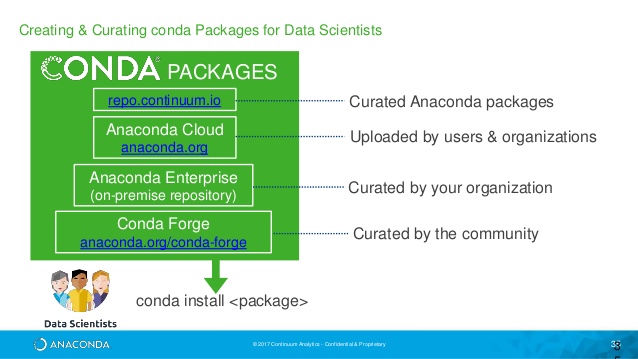 Creating & Curating conda Packages for Data Scientists
CONDA PACKAGES
repo.continuum.io
Curated Anaconda packages
Anaconda Cloud
anaconda.org
Uploaded by users & organizations
Anaconda Enterprise
(on-premise repository)
Curated by your organization
Conda Forge
anaconda.org/conda-forge
Curated by the community
conda install <package>
Data Scientists
ANACONDA
© 2017 Continuum Analytics - Confidential & Proprietary